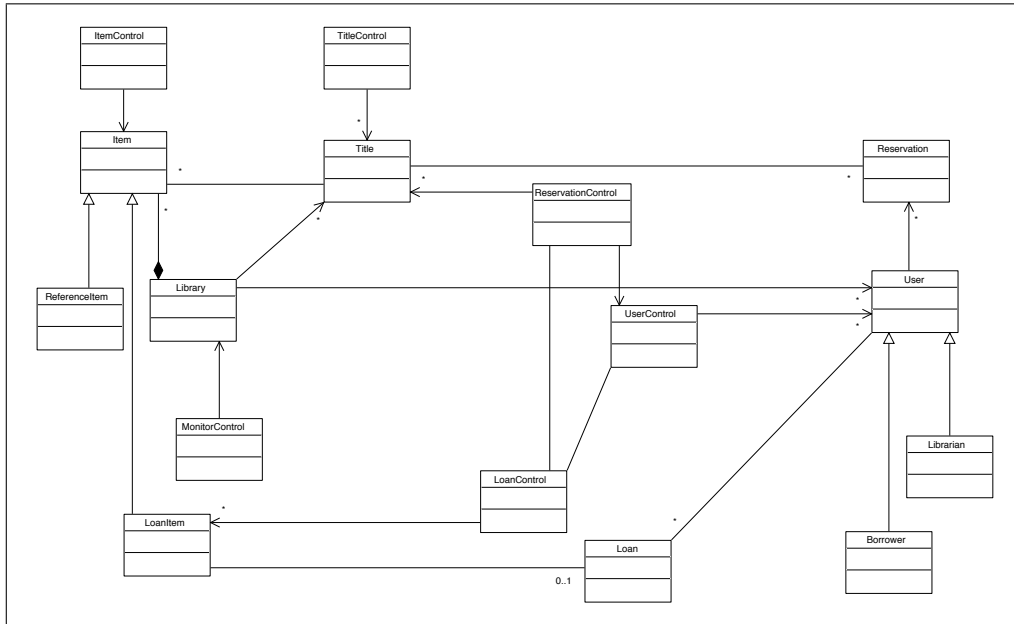 ItemControl
TitleControl
*
Item
Title
Reservation
*
*
*
ReservationControl
*
*
*
User
Library
ReferenceItem
*
UserControl
*
MonitorControl
Librarian
LoanControl
*
*
LoanItem
Borrower
Loan
0..1